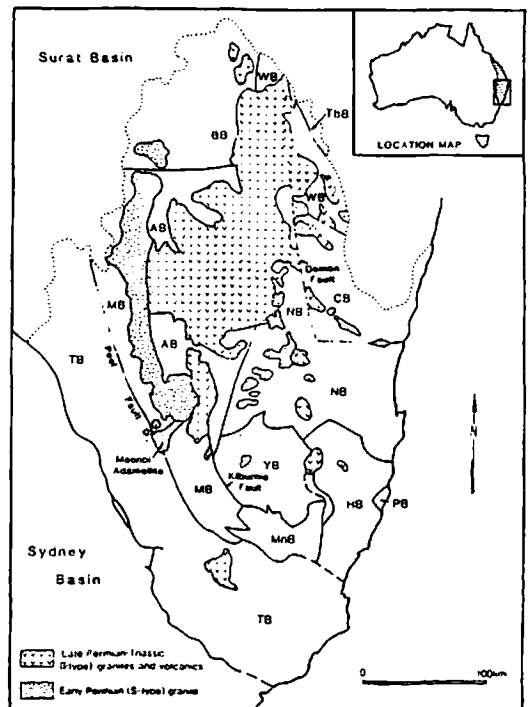 Surat Basin
WB
TbB
LOCATION MAP
BB
WB
AB
Demon
Fault
CB
MB
NB
TB
AB
Peel
Fault
NB
Moonbi
Adamellite
YB
Kilburnie
Fault
MB
HB
PB
N
MnB
Sydney
Basin
TB
Late Permian-Triassic
(I-type) granites and volcanics
Early Permian (S-type) granite
0 100km